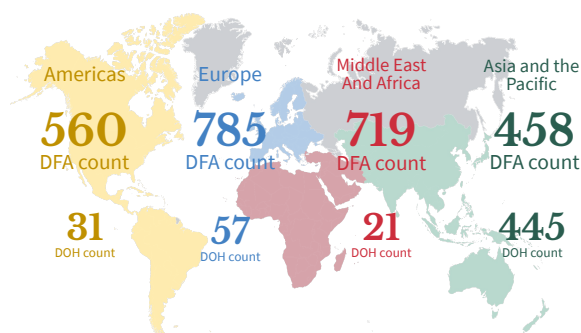 Americas
560
DFA count
31
DOH count
Europe
785
DFA count
57
DOH count
Middle East
And Africa
719
DFA count
21
DOH count
Asia and the
Pacific
458
DFA count
445
DOH count